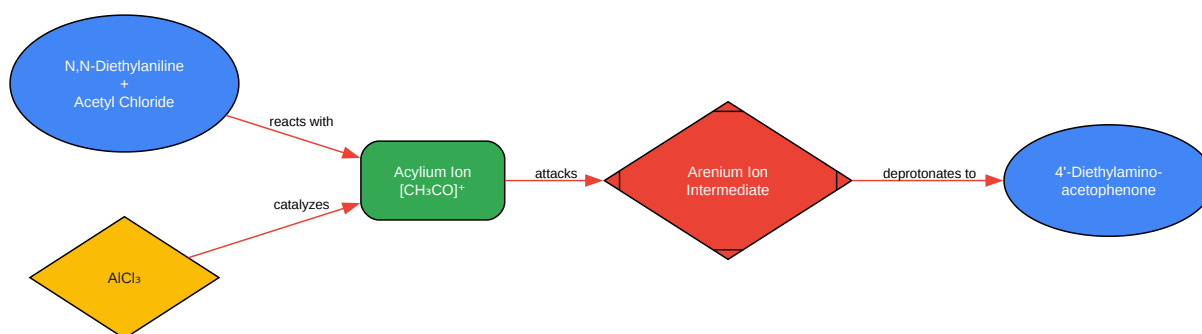 N,N-Diethylaniline
+
Acetyl Chloride
reacts with
catalyzes
AlCl₃
Acylium Ion
[CH₃CO]⁺
attacks
Arenium Ion
Intermediate
deprotonates to
4'-Diethylamino-
acetophenone